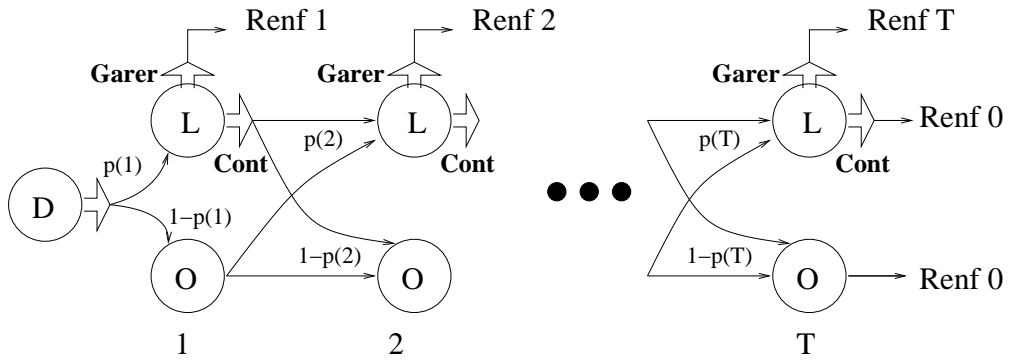 Renf 1
Renf 2
Renf T
Garer
Garer
Garer
L
L
L
Renf 0
p(1)
Cont
p(2)
Cont
p(T)
Cont
D
1–p(1)
1–p(2)
1–p(T)
O
O
O
Renf 0
1
2
T